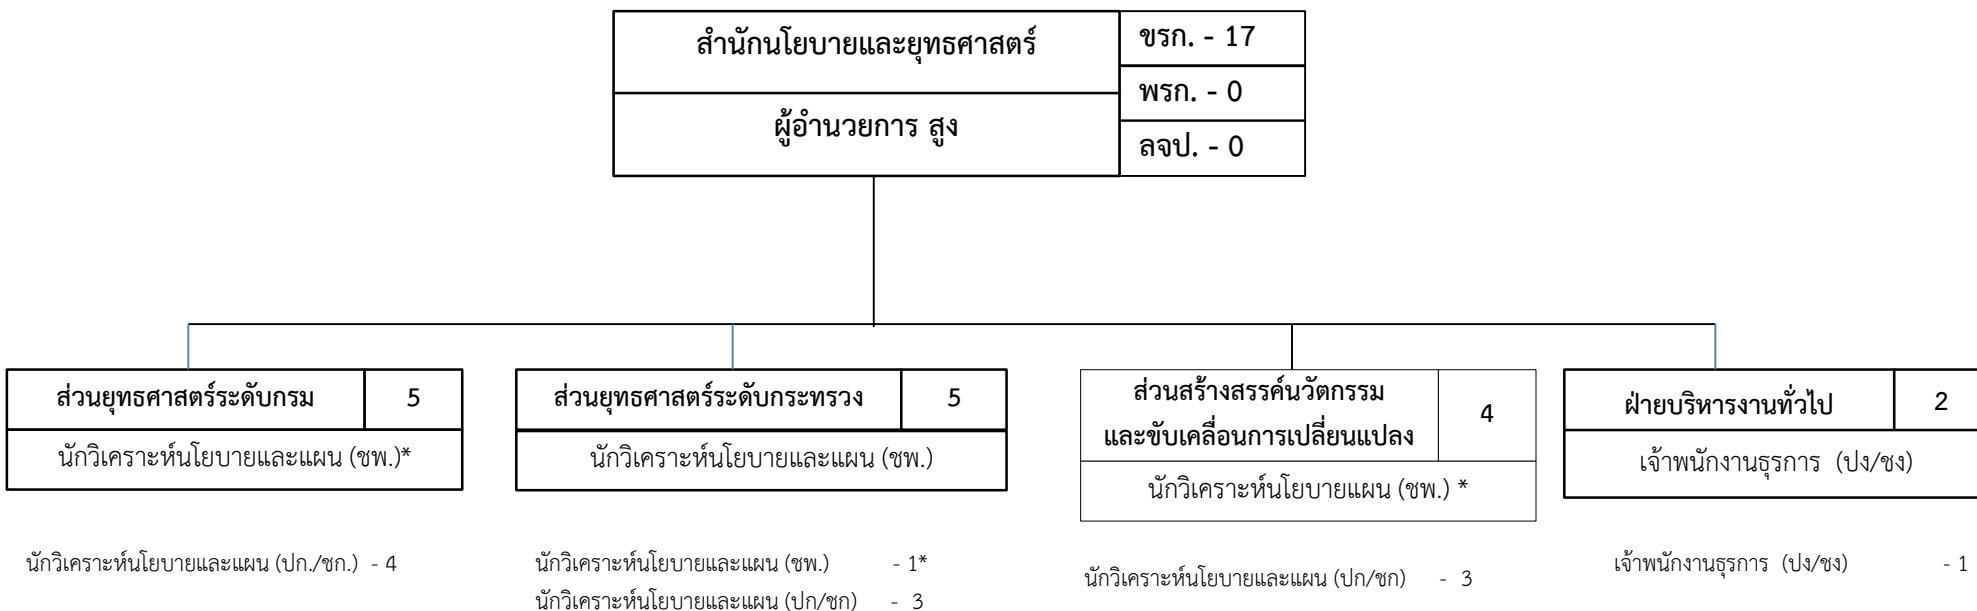 สำนักนโยบายและยุทธศาสตร์
ผู้อำนวยการ สูง
ขรก. - 17
พรก. - 0
ลจป. - 0
ส่วนยุทธศาสตร์ระดับกรม 5
นักวิเคราะห์นโยบายและแผน (ชพ.)*
นักวิเคราะห์นโยบายและแผน (ปก./ชก.) - 4
ส่วนยุทธศาสตร์ระดับกระทรวง 5
นักวิเคราะห์นโยบายและแผน (ชพ.)
นักวิเคราะห์นโยบายและแผน (ชพ.) - 1*
นักวิเคราะห์นโยบายและแผน (ปก/ชก) - 3
ส่วนสร้างสรรค์นวัตกรรม
และขับเคลื่อนการเปลี่ยนแปลง 4
นักวิเคราะห์นโยบายแผน (ชพ.) *
นักวิเคราะห์นโยบายและแผน (ปก/ชก) - 3
ฝ่ายบริหารงานทั่วไป 2
เจ้าพนักงานธุรการ (ปง/ชง)
เจ้าพนักงานธุรการ (ปง/ชง) - 1